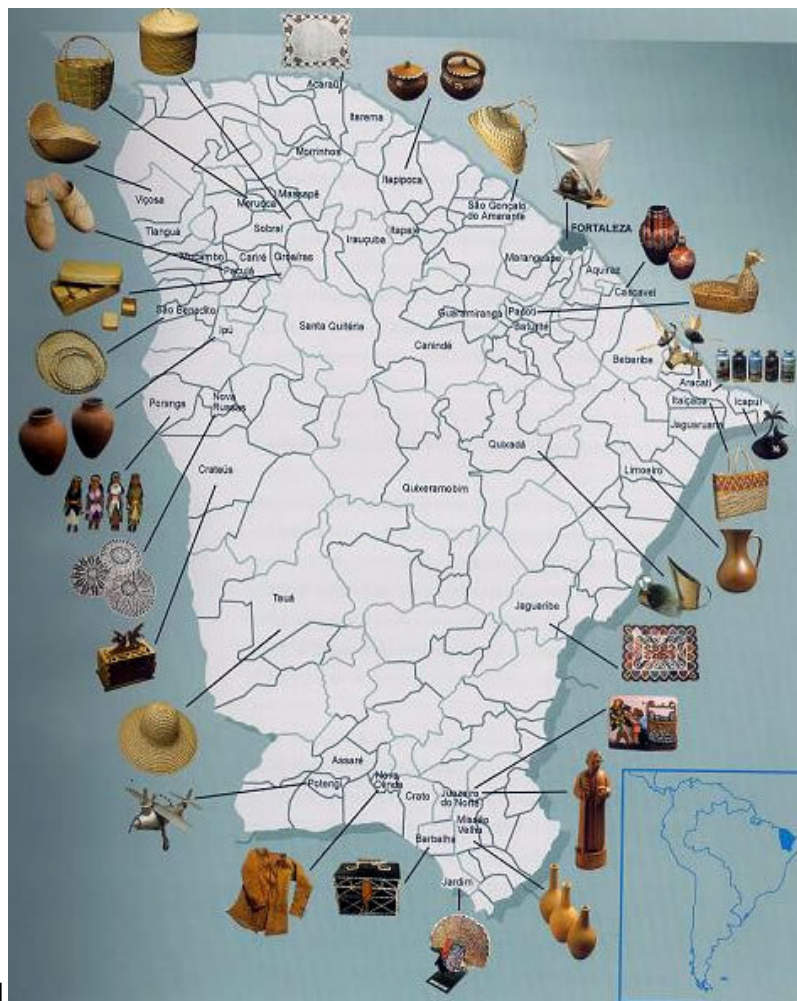 Acaraú
Itarema
Morrinhos
Itapipoca
Viçosa
Meruoca
Massapê
São Gonçalo
do Amarante
Tianguá
Sobral
Irauçuba
Itapajé
FORTALEZA
Mucambo
Cariré
Groaíras
Maranguape
Pacujá
Aquiraz
Cascavel
São Benedito
Guaramiranga
Pacoti
Ipú
Santa Quitéria
Baturité
Canindé
Beberibe
Aracati
Poranga
Nova
Russas
Itaiçaba
Icapuí
Jaguaruana
Quixadá
Crateús
Limoeiro
Quixeramobim
Tauá
Jaguaribe
Assaré
Potengi
Nova
Olinda
Crato
Juazeiro
do Norte
Missão
Velha
Barbalha
Jardim